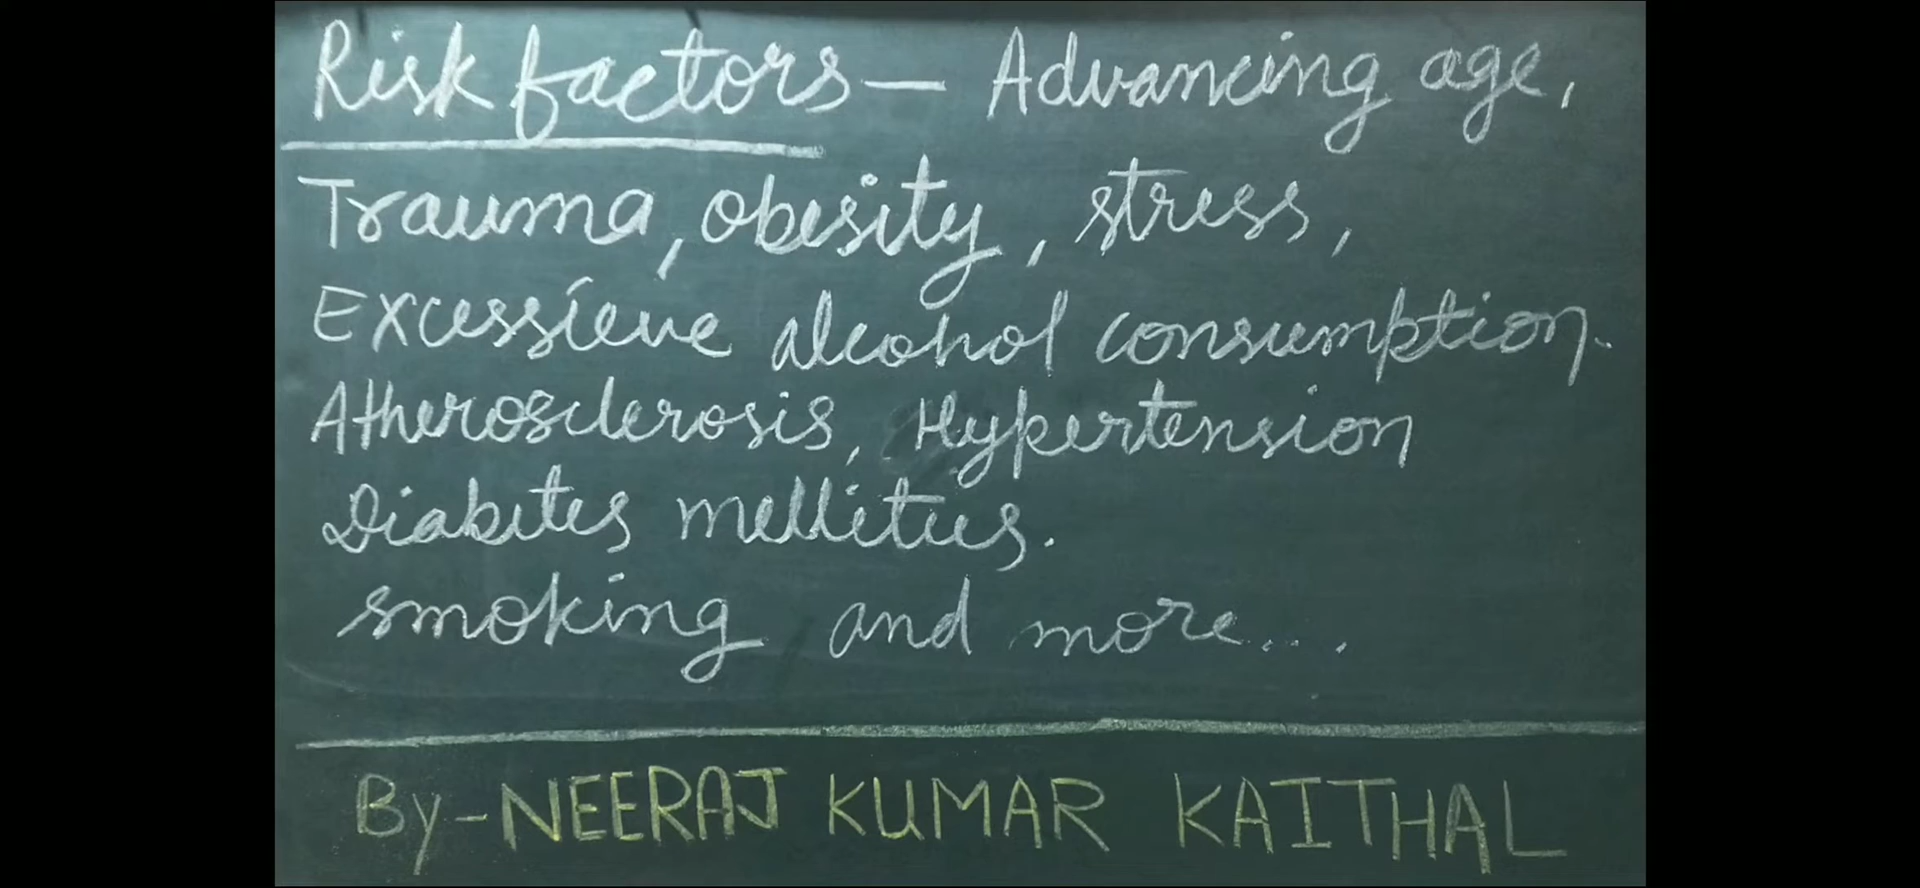 Risk factors — Advancing age,
Trauma, obesity, stress,
Excessieve alcohol consumption.
Atherosclerosis, Hypertension
Diabites mellitus.
smoking and more...
By-NEERAJ KUMAR KAITHAL